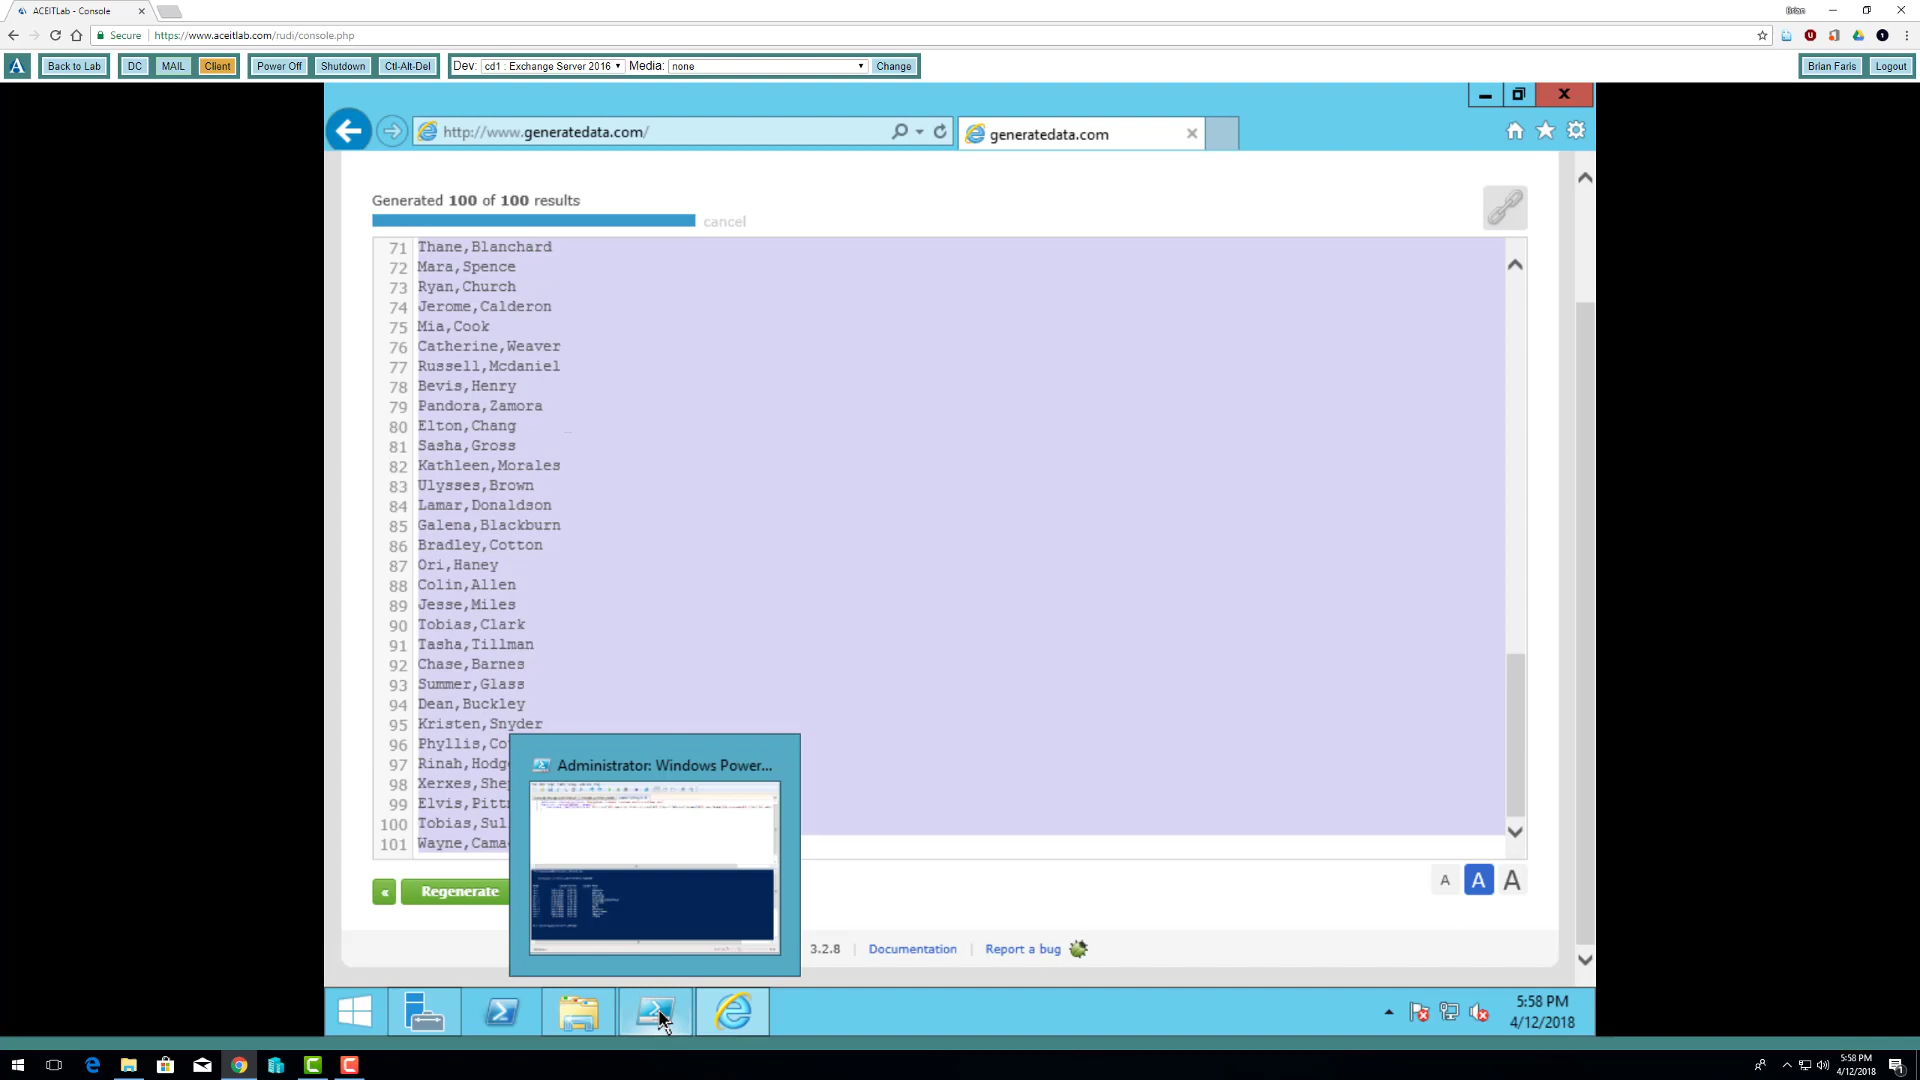 ACEITLab - Console
Brian
Secure https://www.aceitlab.com/rudi/console.php
A Back to Lab DC MAIL Client Power Off Shutdown Ctl-Alt-Del Dev: cd1 : Exchange Server 2016 Media: none Change Brian Faris Logout
http://www.generatedata.com/ generatedata.com
Generated 100 of 100 results
cancel
71 Thane,Blanchard
72 Mara,Spence
73 Ryan,Church
74 Jerome,Calderon
75 Mia,Cook
76 Catherine,Weaver
77 Russell,Mcdaniel
78 Bevis,Henry
79 Pandora,Zamora
80 Elton,Chang
81 Sasha,Gross
82 Kathleen,Morales
83 Ulysses,Brown
84 Lamar,Donaldson
85 Galena,Blackburn
86 Bradley,Cotton
87 Ori,Haney
88 Colin,Allen
89 Jesse,Miles
90 Tobias,Clark
91 Tasha,Tillman
92 Chase,Barnes
93 Summer,Glass
94 Dean,Buckley
95 Kristen,Snyder
96 Phyllis,Co
97 Rinah,Hodg
98 Xerxes,She
99 Elvis,Pitt
100 Tobias,Sul
101 Wayne,Cama
Administrator: Windows Power...
« Regenerate
A A A
3.2.8 Documentation Report a bug
5:58 PM
4/12/2018
5:58 PM
4/12/2018